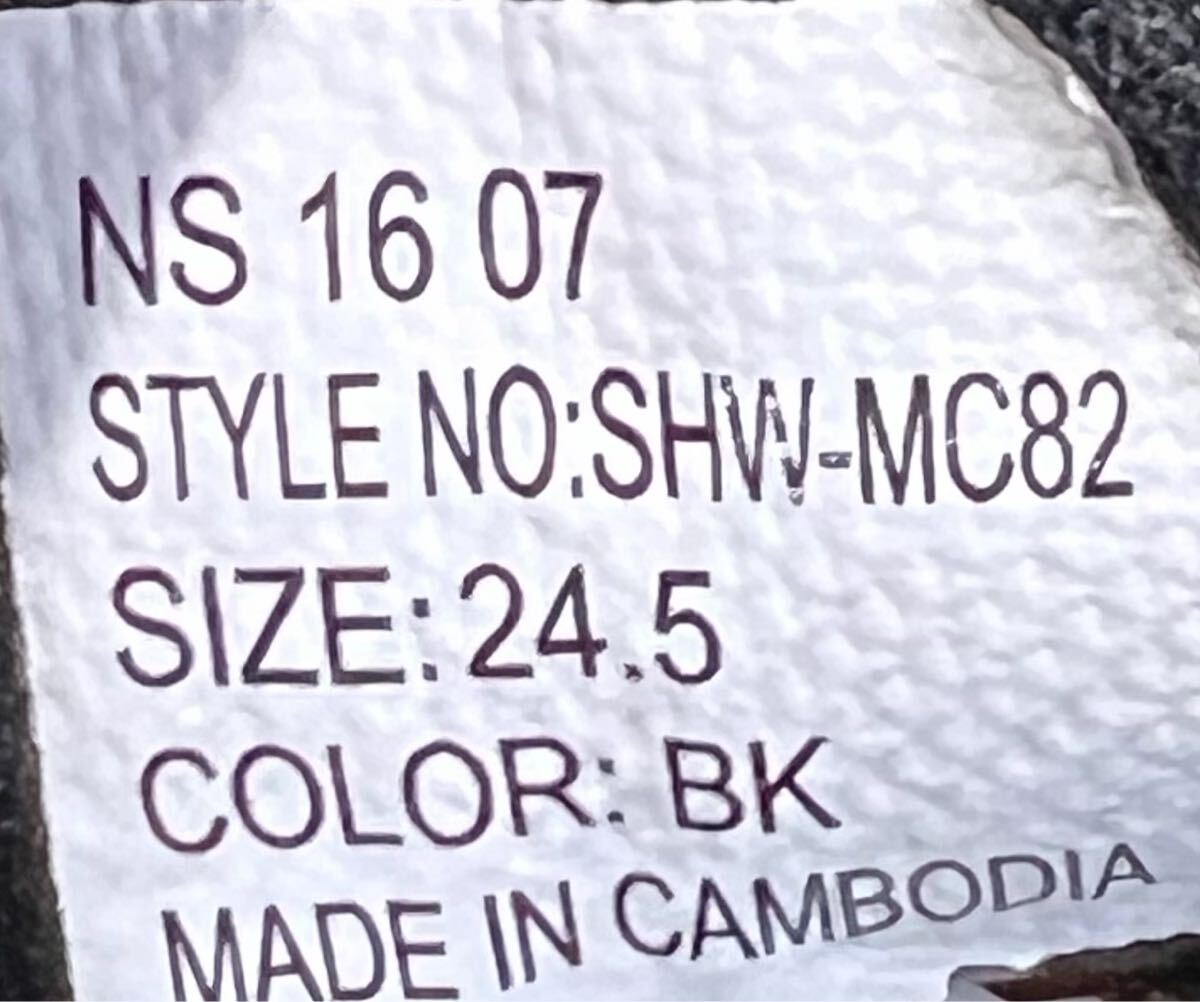 NS 16 07
STYLE NO:SHW-MC82
SIZE:24.5
COLOR: BK
MADE IN CAMBODIA